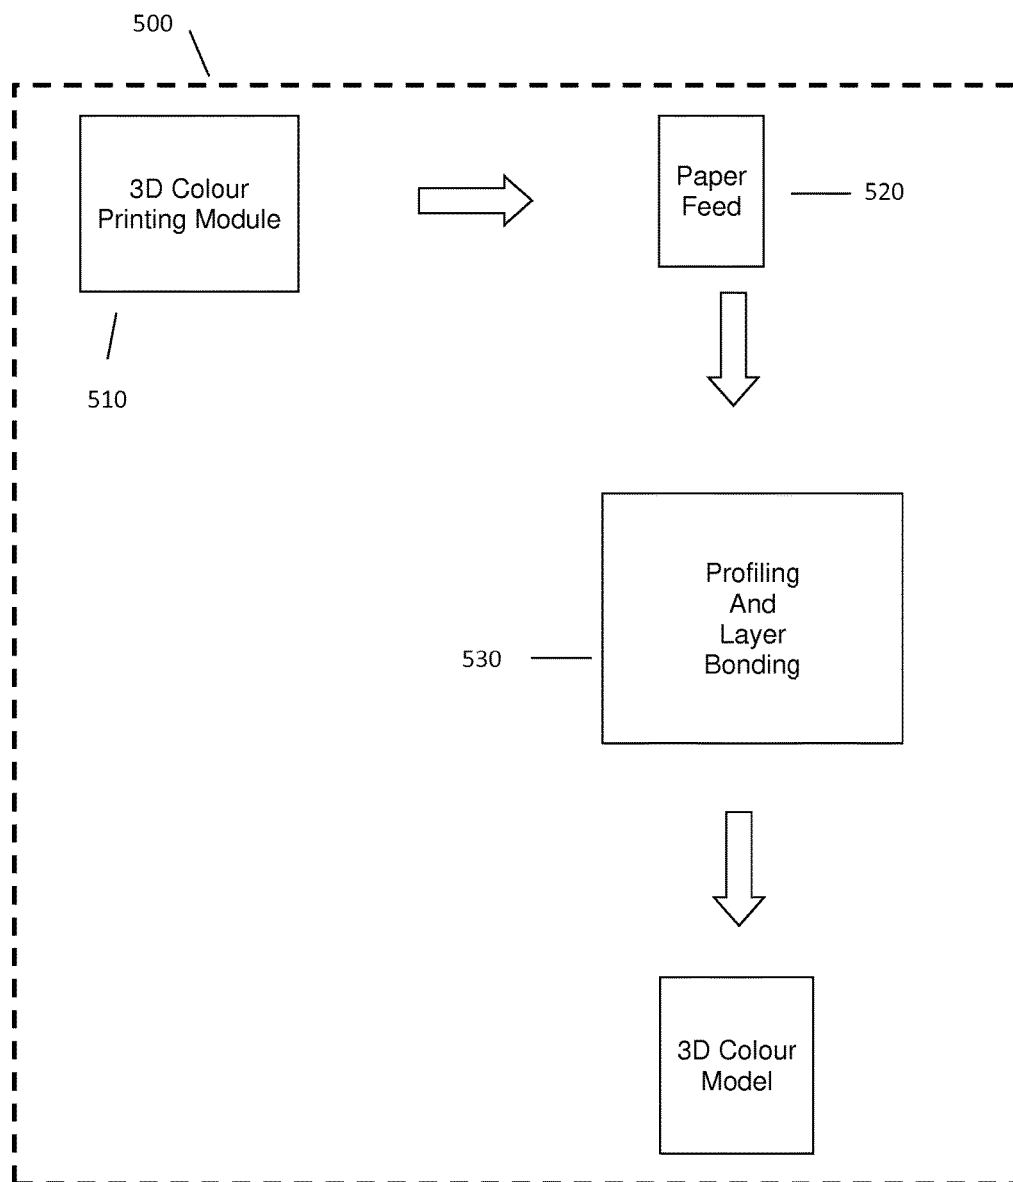 500
3D Colour
Printing Module
Paper
Feed
520
510
Profiling
And
Layer
Bonding
530
3D Colour
Model